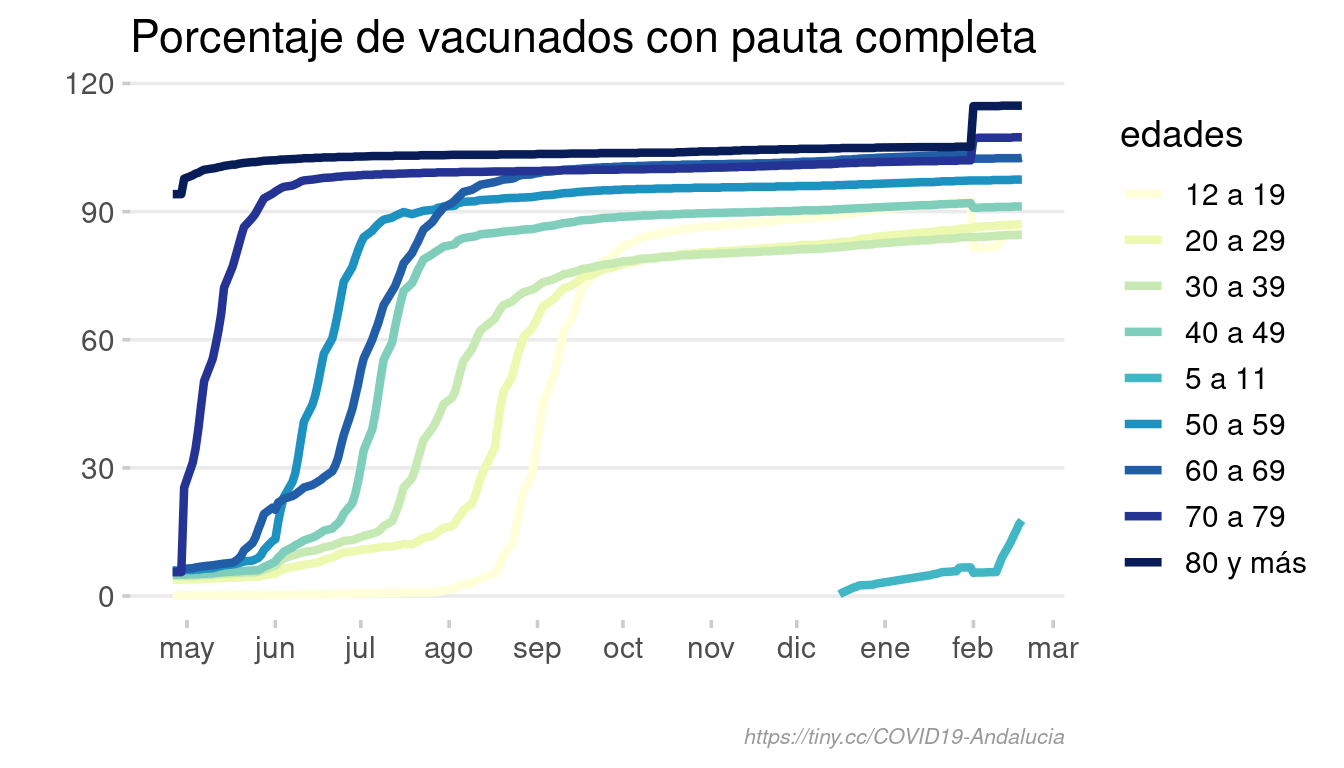 Porcentaje de vacunados con pauta completa
120
90
60
30
0
may jun jul ago sep oct nov dic ene feb mar
edades
12 a 19
20 a 29
30 a 39
40 a 49
5 a 11
50 a 59
60 a 69
70 a 79
80 y más
https://tiny.cc/COVID19-Andalucia